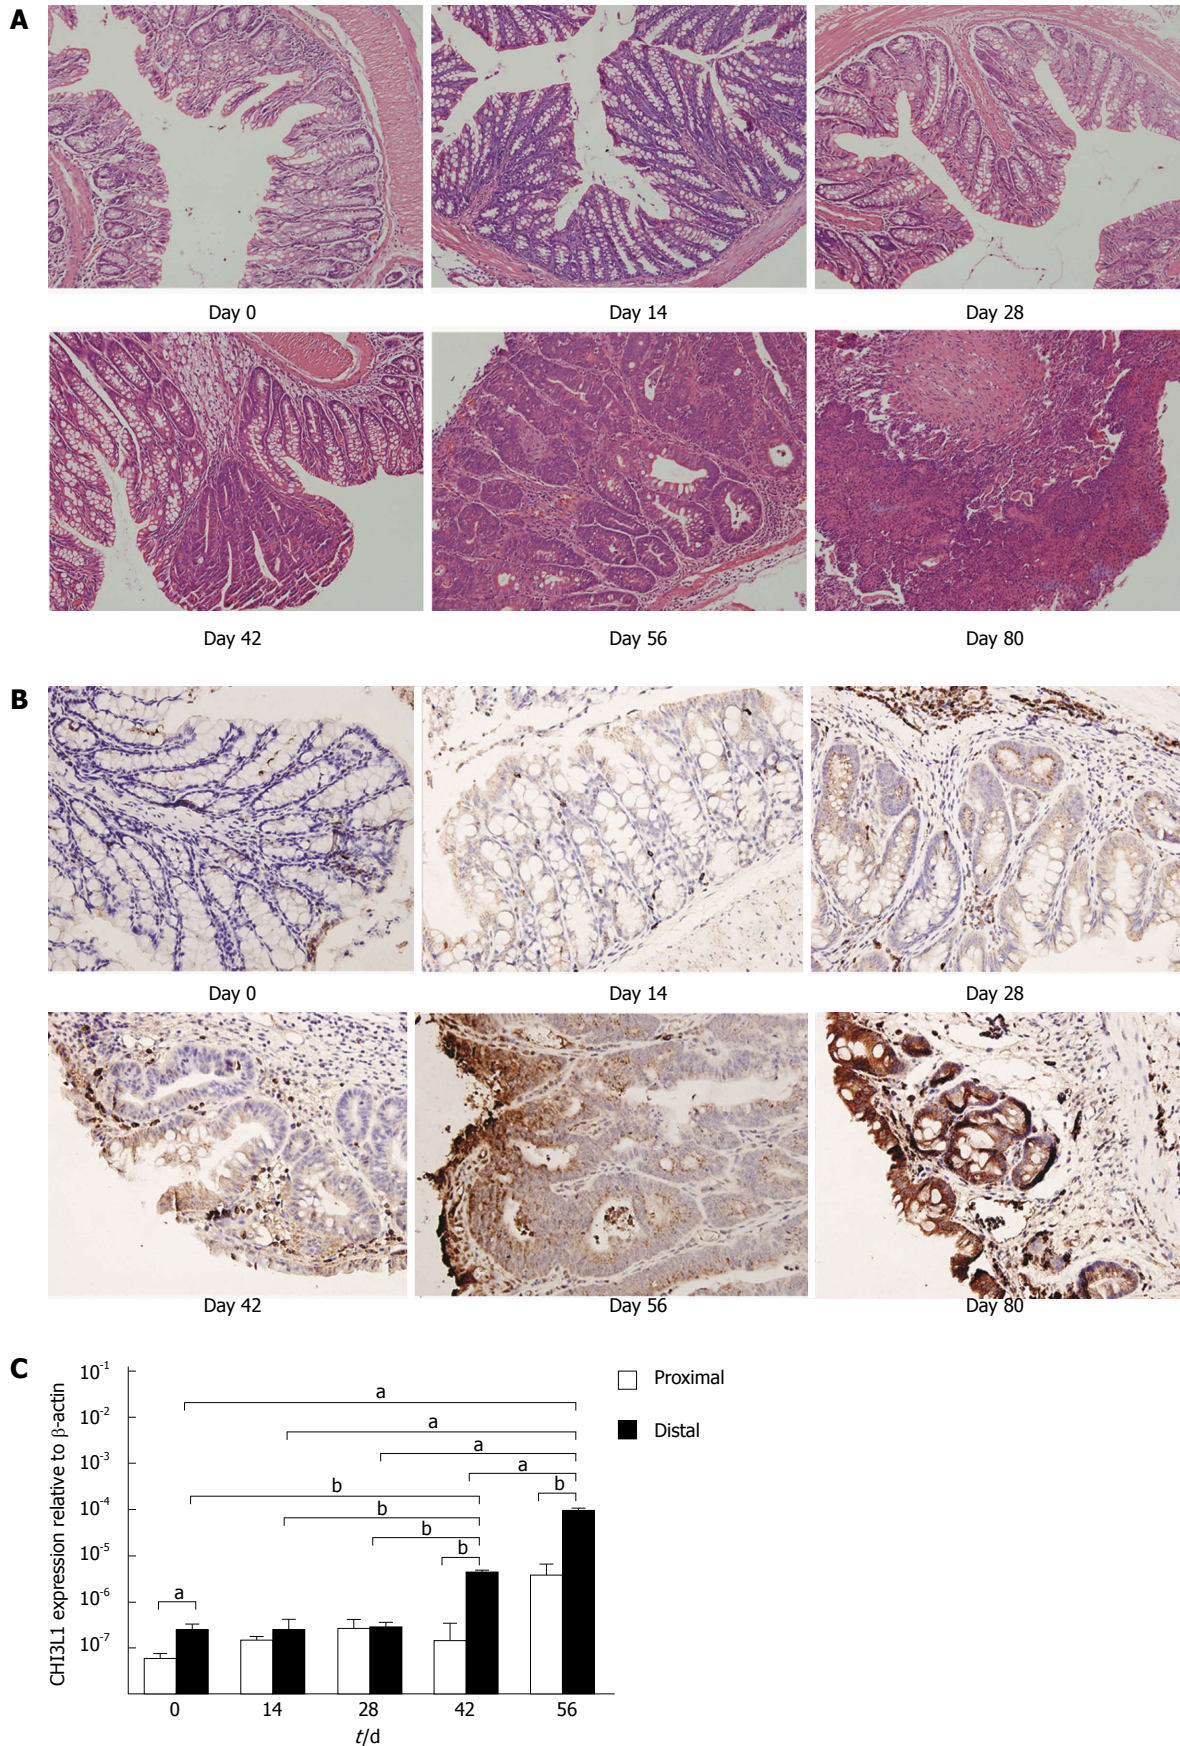 A
Day 0 Day 14 Day 28
Day 42 Day 56 Day 80
B
Day 0 Day 14 Day 28
Day 42 Day 56 Day 80
C
CHI3L1 expression relative to β-actin
10⁻¹
10⁻²
10⁻³
10⁻⁴
10⁻⁵
10⁻⁶
10⁻⁷
a
a
a
a
b
b
b
b
b
a
Proximal
Distal
0 14 28 42 56
t/d